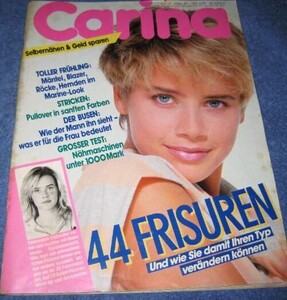 Carina
Selbernähen & Geld sparen
TOLLER FRÜHLING:
Mäntel, Blazer,
Röcke, Hemden im
Marine-Look
STRICKEN:
Pullover in sanften Farben
DER BUSEN:
Wie der Mann ihn sieht –
was er für die Frau bedeutet
GROSSER TEST:
Nähmaschinen
unter 1000 Mark
44 FRISUREN
Und wie Sie damit Ihren Typ
verändern können